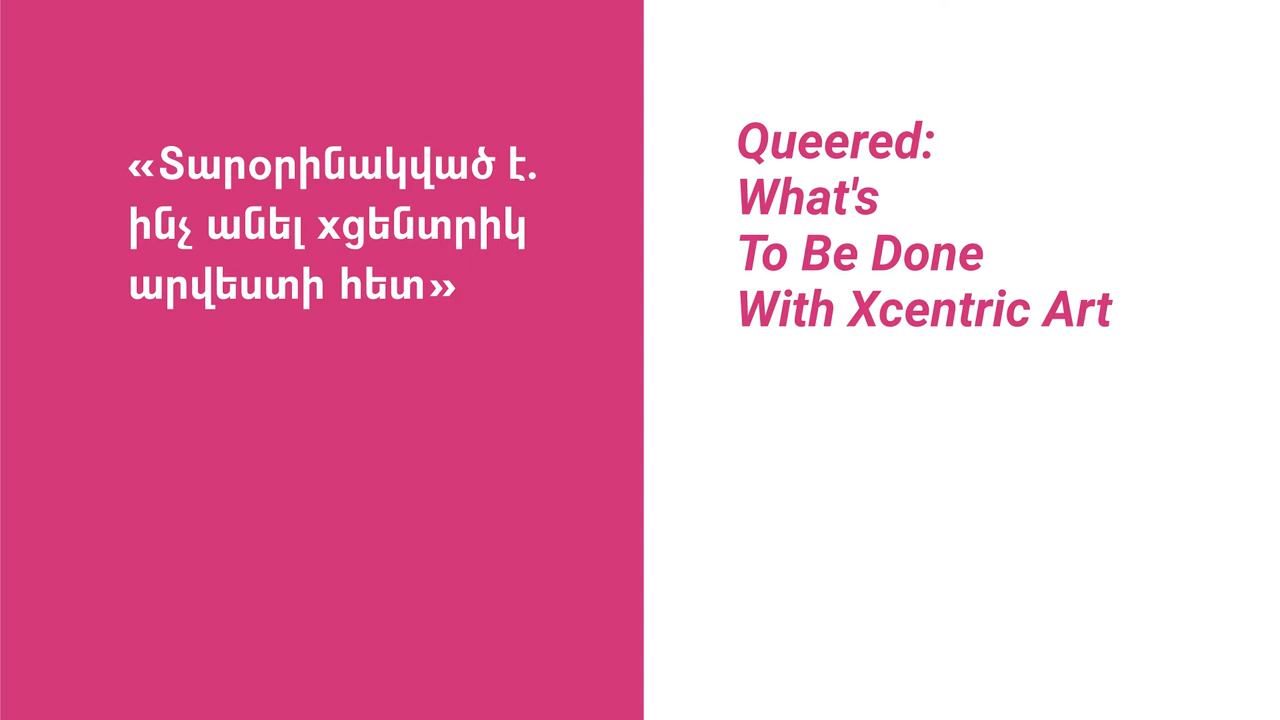 «Տարօրինակված է.
ինչ անել xցենտրիկ
արվեստի հետ»
Queered:
What's
To Be Done
With Xcentric Art